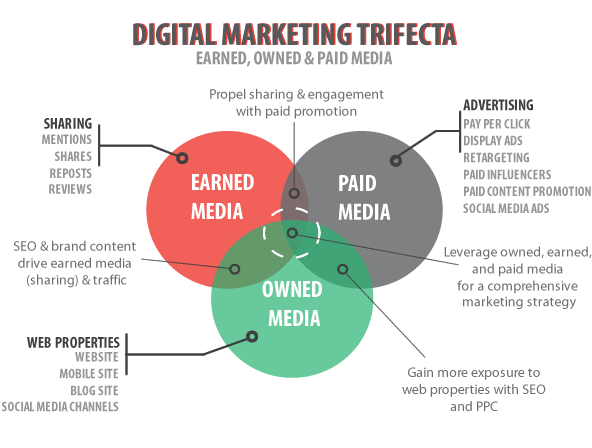 DIGITAL MARKETING TRIFECTA
EARNED, OWNED & PAID MEDIA
Propel sharing & engagement
with paid promotion
SHARING
MENTIONS
SHARES
REPOSTS
REVIEWS
ADVERTISING
PAY PER CLICK
DISPLAY ADS
RETARGETING
PAID INFLUENCERS
PAID CONTENT PROMOTION
SOCIAL MEDIA ADS
EARNED
MEDIA
PAID
MEDIA
SEO & brand content
drive earned media
(sharing) & traffic
Leverage owned, earned,
and paid media
for a comprehensive
marketing strategy
OWNED
MEDIA
WEB PROPERTIES
WEBSITE
MOBILE SITE
BLOG SITE
SOCIAL MEDIA CHANNELS
Gain more exposure to
web properties with SEO
and PPC